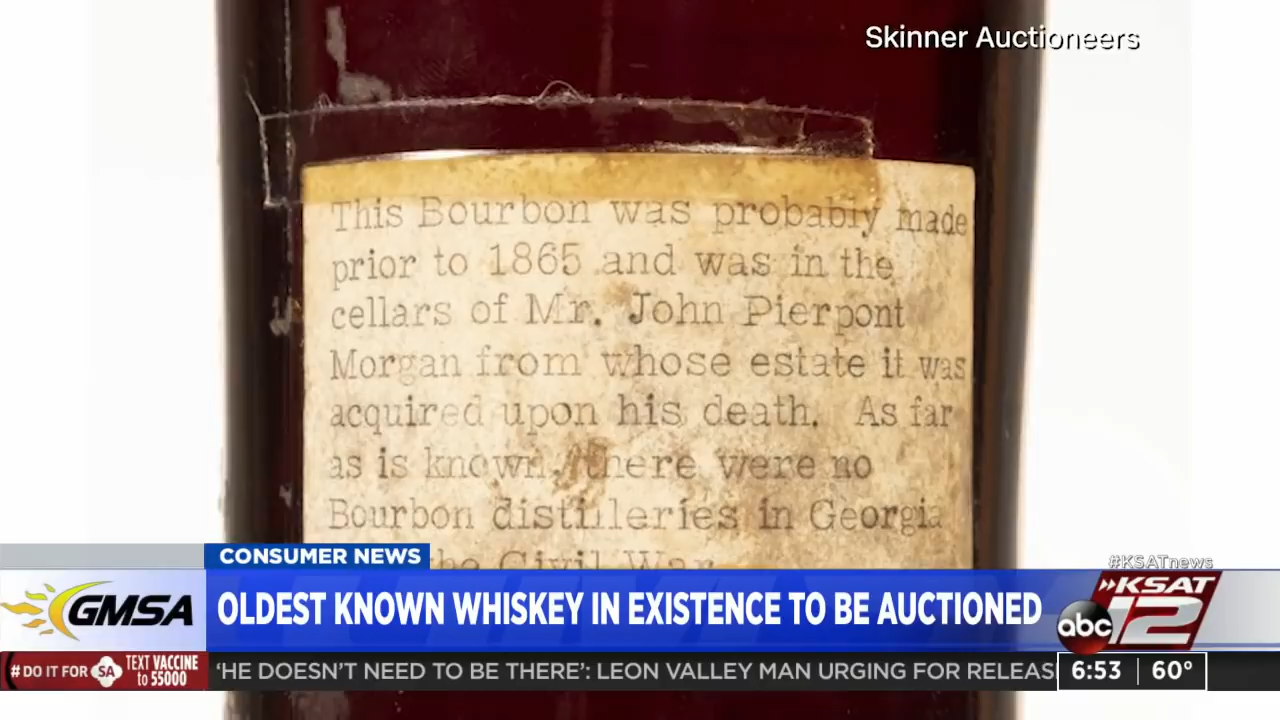 Skinner Auctioneers
This Bourbon was probably made
prior to 1865 and was in the
cellars of Mr. John Pierpont
Morgan from whose estate it was
acquired upon his death. As far
as is known, there were no
Bourbon distilleries in Georgia
the Civil War
CONSUMER NEWS
#KSATnews
GMSA
OLDEST KNOWN WHISKEY IN EXISTENCE TO BE AUCTIONED
abc
KSAT
12
#DO IT FOR SA
TEXT VACCINE
to 55000
'HE DOESN'T NEED TO BE THERE': LEON VALLEY MAN URGING FOR RELEAS
6:53 60°